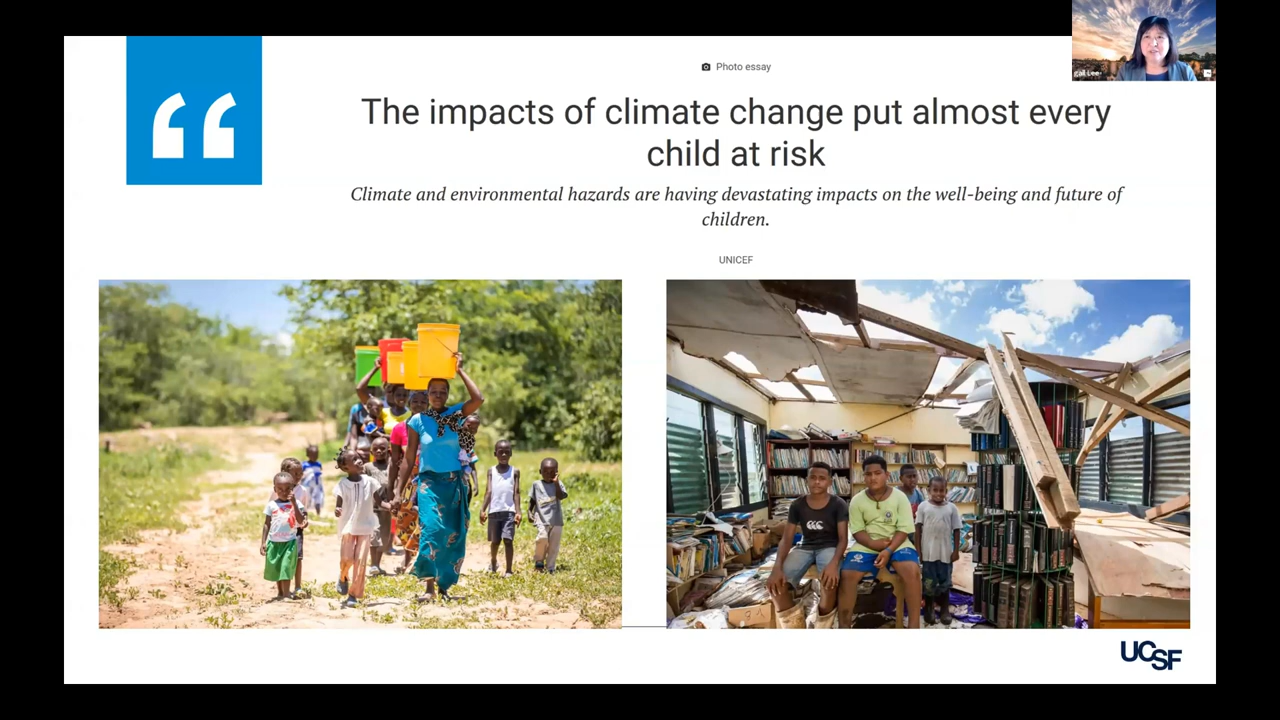 Photo essay
The impacts of climate change put almost every
child at risk
Climate and environmental hazards are having devastating impacts on the well-being and future of
children.
UNICEF
UCSF